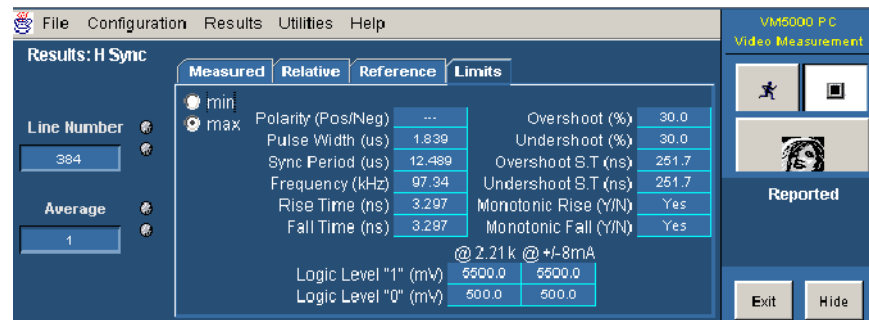 File Configuration Results Utilities Help
VM5000 PC
Video Measurement
Results: H Sync
Measured Relative Reference Limits
min
max
Line Number
384
Average
1
Polarity (Pos/Neg) ---
Pulse Width (us) 1.839
Sync Period (us) 12.489
Frequency (kHz) 97.34
Rise Time (ns) 3.297
Fall Time (ns) 3.297
Overshoot (%) 30.0
Undershoot (%) 30.0
Overshoot S.T (ns) 251.7
Undershoot S.T (ns) 251.7
Monotonic Rise (Y/N) Yes
Monotonic Fall (Y/N) Yes
@ 2.21k @ +/-8mA
Logic Level "1" (mV) 5500.0 5500.0
Logic Level "0" (mV) 500.0 500.0
Reported
Exit Hide